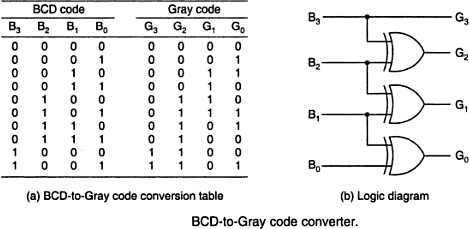 BCD code Gray code
B3 B2 B1 B0 G3 G2 G1 G0
0 0 0 0 0 0 0 0
0 0 0 1 0 0 0 1
0 0 1 0 0 0 1 1
0 0 1 1 0 0 1 0
0 1 0 0 0 1 1 0
0 1 0 1 0 1 1 1
0 1 1 0 0 1 0 1
0 1 1 1 0 1 0 0
1 0 0 0 1 1 0 0
1 0 0 1 1 1 0 1
(a) BCD-to-Gray code conversion table
B3 G3
G2
B2
G1
B1
G0
B0
(b) Logic diagram
BCD-to-Gray code converter.